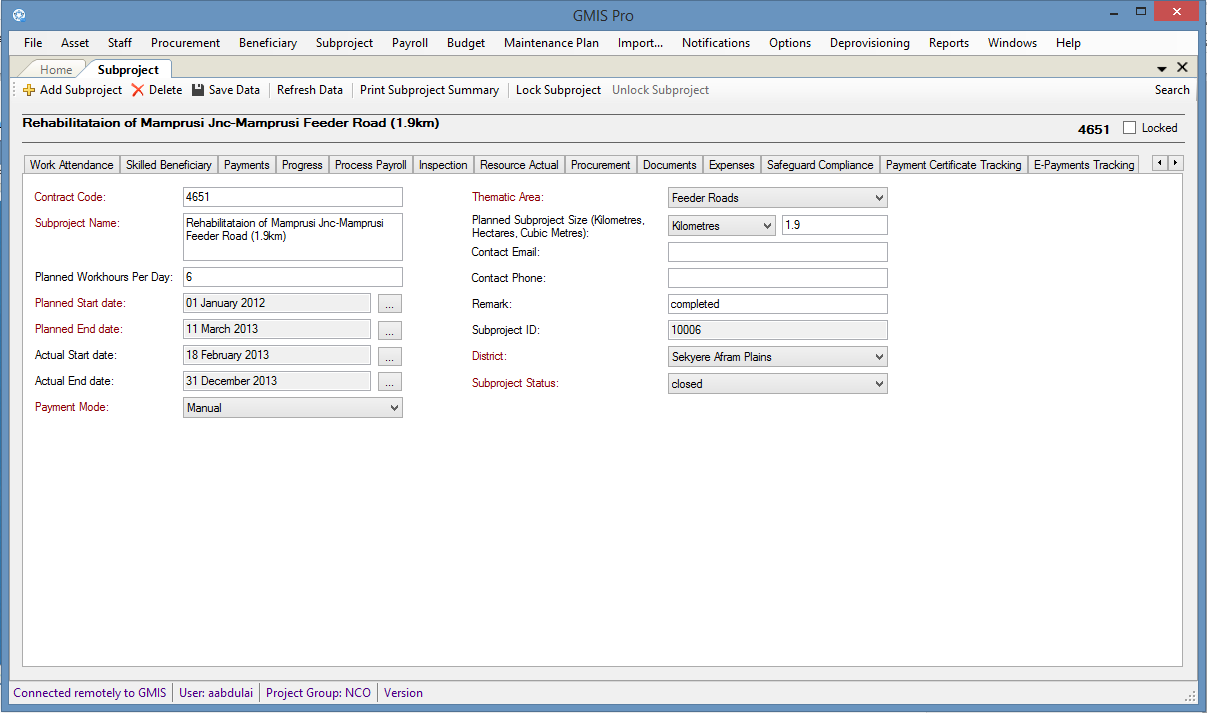 GMIS Pro
File Asset Staff Procurement Beneficiary Subproject Payroll Budget Maintenance Plan Import... Notifications Options Deprovisioning Reports Windows Help
Home Subproject
Add Subproject Delete Save Data Refresh Data Print Subproject Summary Lock Subproject Unlock Subproject Search
Rehabilitataion of Mamprusi Jnc-Mamprusi Feeder Road (1.9km)
4651 Locked
Work Attendance Skilled Beneficiary Payments Progress Process Payroll Inspection Resource Actual Procurement Documents Expenses Safeguard Compliance Payment Certificate Tracking E-Payments Tracking
Contract Code: 4651
Subproject Name: Rehabilitataion of Mamprusi Jnc-Mamprusi
Feeder Road (1.9km)
Planned Workhours Per Day: 6
Planned Start date: 01 January 2012 ...
Planned End date: 11 March 2013 ...
Actual Start date: 18 February 2013 ...
Actual End date: 31 December 2013 ...
Payment Mode: Manual
Thematic Area: Feeder Roads
Planned Subproject Size (Kilometres,
Hectares, Cubic Metres): Kilometres 1.9
Contact Email:
Contact Phone:
Remark: completed
Subproject ID: 10006
District: Sekyere Afram Plains
Subproject Status: closed
Connected remotely to GMIS User: aabdulai Project Group: NCO Version